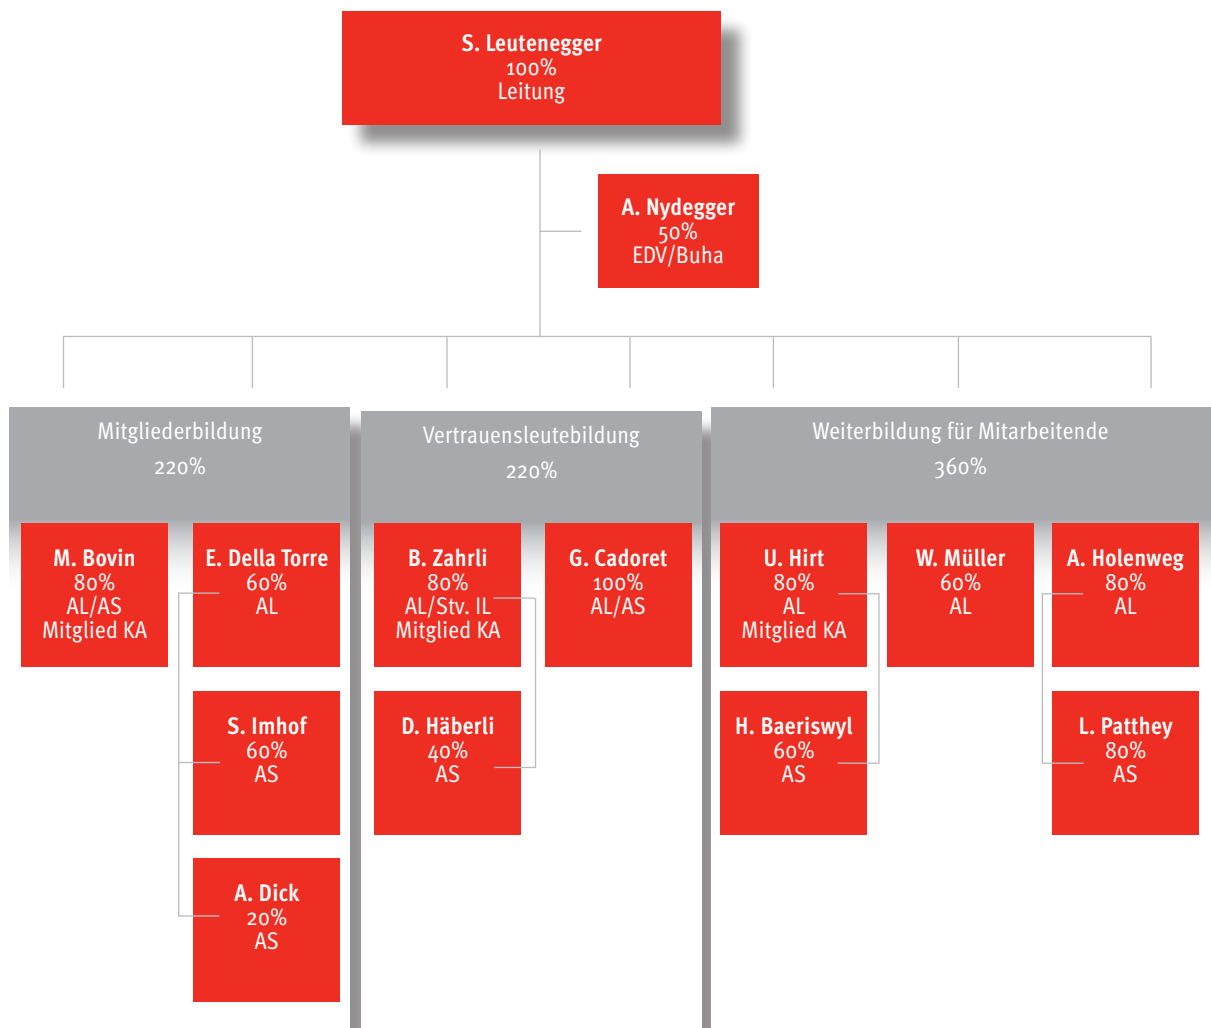 S. Leutenegger
100%
Leitung
A. Nydegger
50%
EDV/Buha
Mitgliederbildung
220%
Vertrauensleutebildung
220%
Weiterbildung für Mitarbeitende
360%
M. Bovin
80%
AL/AS
Mitglied KA
E. Della Torre
60%
AL
B. Zahrli
80%
AL/Stv. IL
Mitglied KA
G. Cadoret
100%
AL/AS
U. Hirt
80%
AL
Mitglied KA
W. Müller
60%
AL
A. Holenweg
80%
AL
S. Imhof
60%
AS
D. Häberli
40%
AS
H. Baeriswyl
60%
AS
L. Patthey
80%
AS
A. Dick
20%
AS